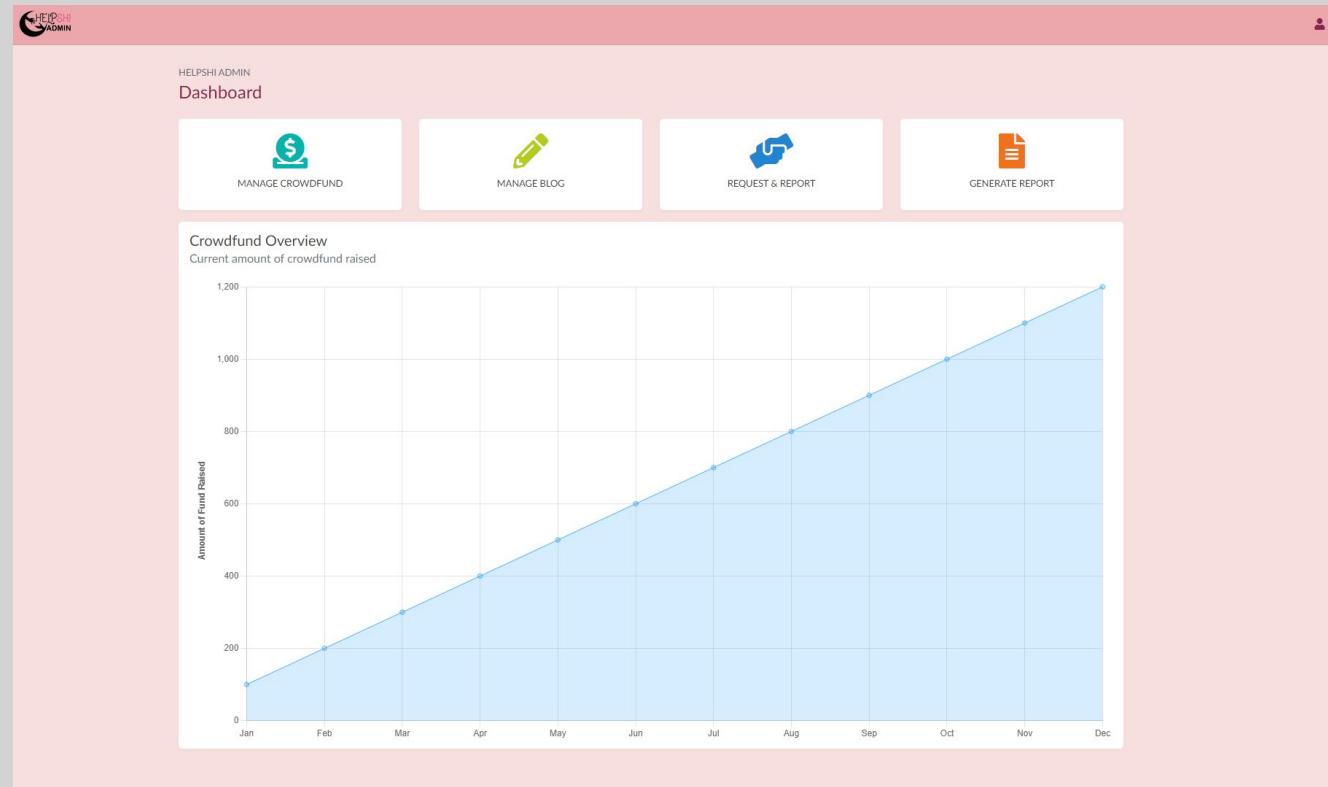 HELPSHI
ADMIN
HELPSHI ADMIN
Dashboard
MANAGE CROWDFUND
MANAGE BLOG
REQUEST & REPORT
GENERATE REPORT
Crowdfund Overview
Current amount of crowdfund raised
1,200
1,000
800
600
400
200
0
Amount of Fund Raised
Jan Feb Mar Apr May Jun Jul Aug Sep Oct Nov Dec